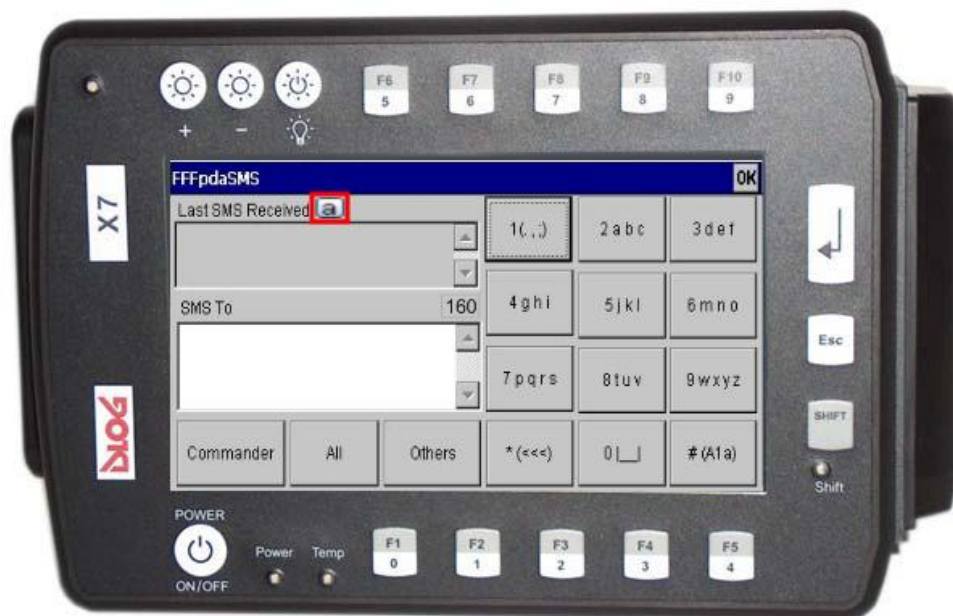 F6 F7 F8 F9 F10
5 6 7 8 9
+ −
X7
FFFpdaSMS OK
Last SMS Received a
1(.,;) 2abc 3def
SMS To 160
4ghi 5jkl 6mno
7pqrs 8tuv 9wxyz
Commander All Others *(<<<) 0|__| #(A1a)
Esc
SHIFT
Shift
DLOG
POWER
ON/OFF
Power Temp
F1 F2 F3 F4 F5
0 1 2 3 4